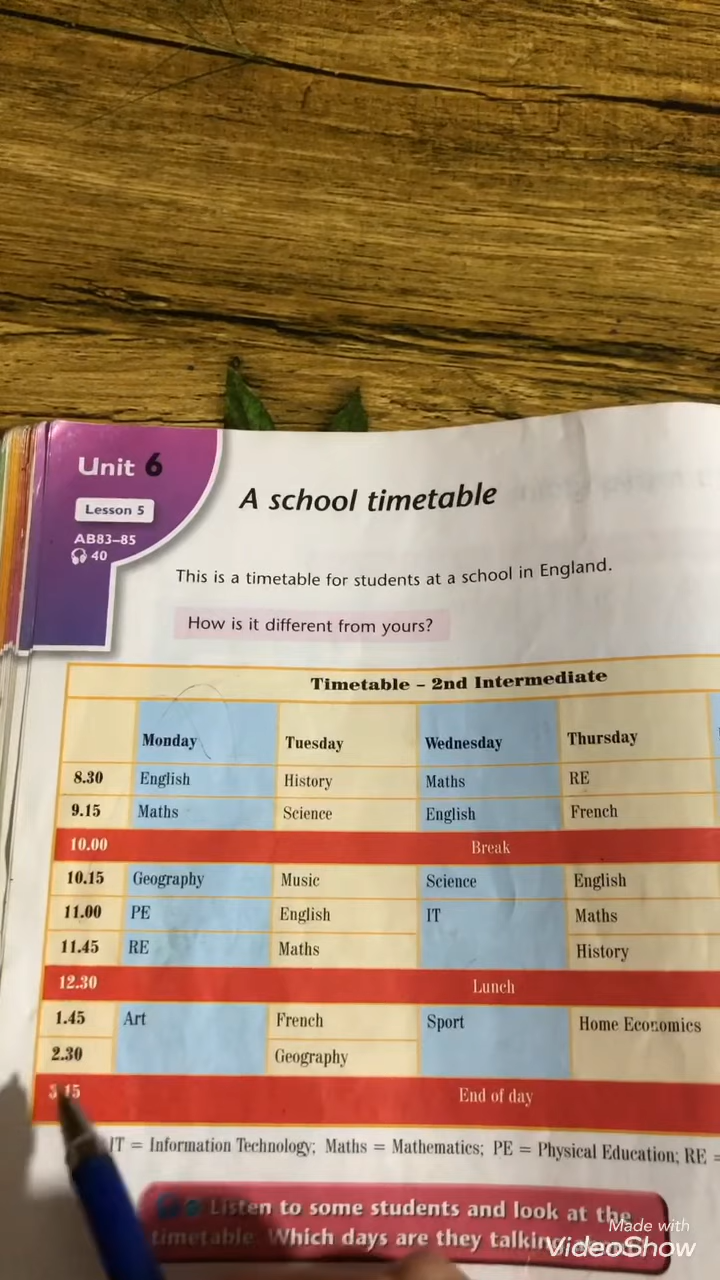 Unit 6
Lesson 5
AB83–85
40
A school timetable
This is a timetable for students at a school in England.
How is it different from yours?
Timetable – 2nd Intermediate
Monday Tuesday Wednesday Thursday
8.30 English History Maths RE
9.15 Maths Science English French
10.00 Break
10.15 Geography Music Science English
11.00 PE English IT Maths
11.45 RE Maths History
12.30 Lunch
1.45 Art French Sport Home Economics
2.30 Geography
3.15 End of day
IT = Information Technology; Maths = Mathematics; PE = Physical Education; RE =
Listen to some students and look at the
timetable. Which days are they talking
Made with
VideoShow